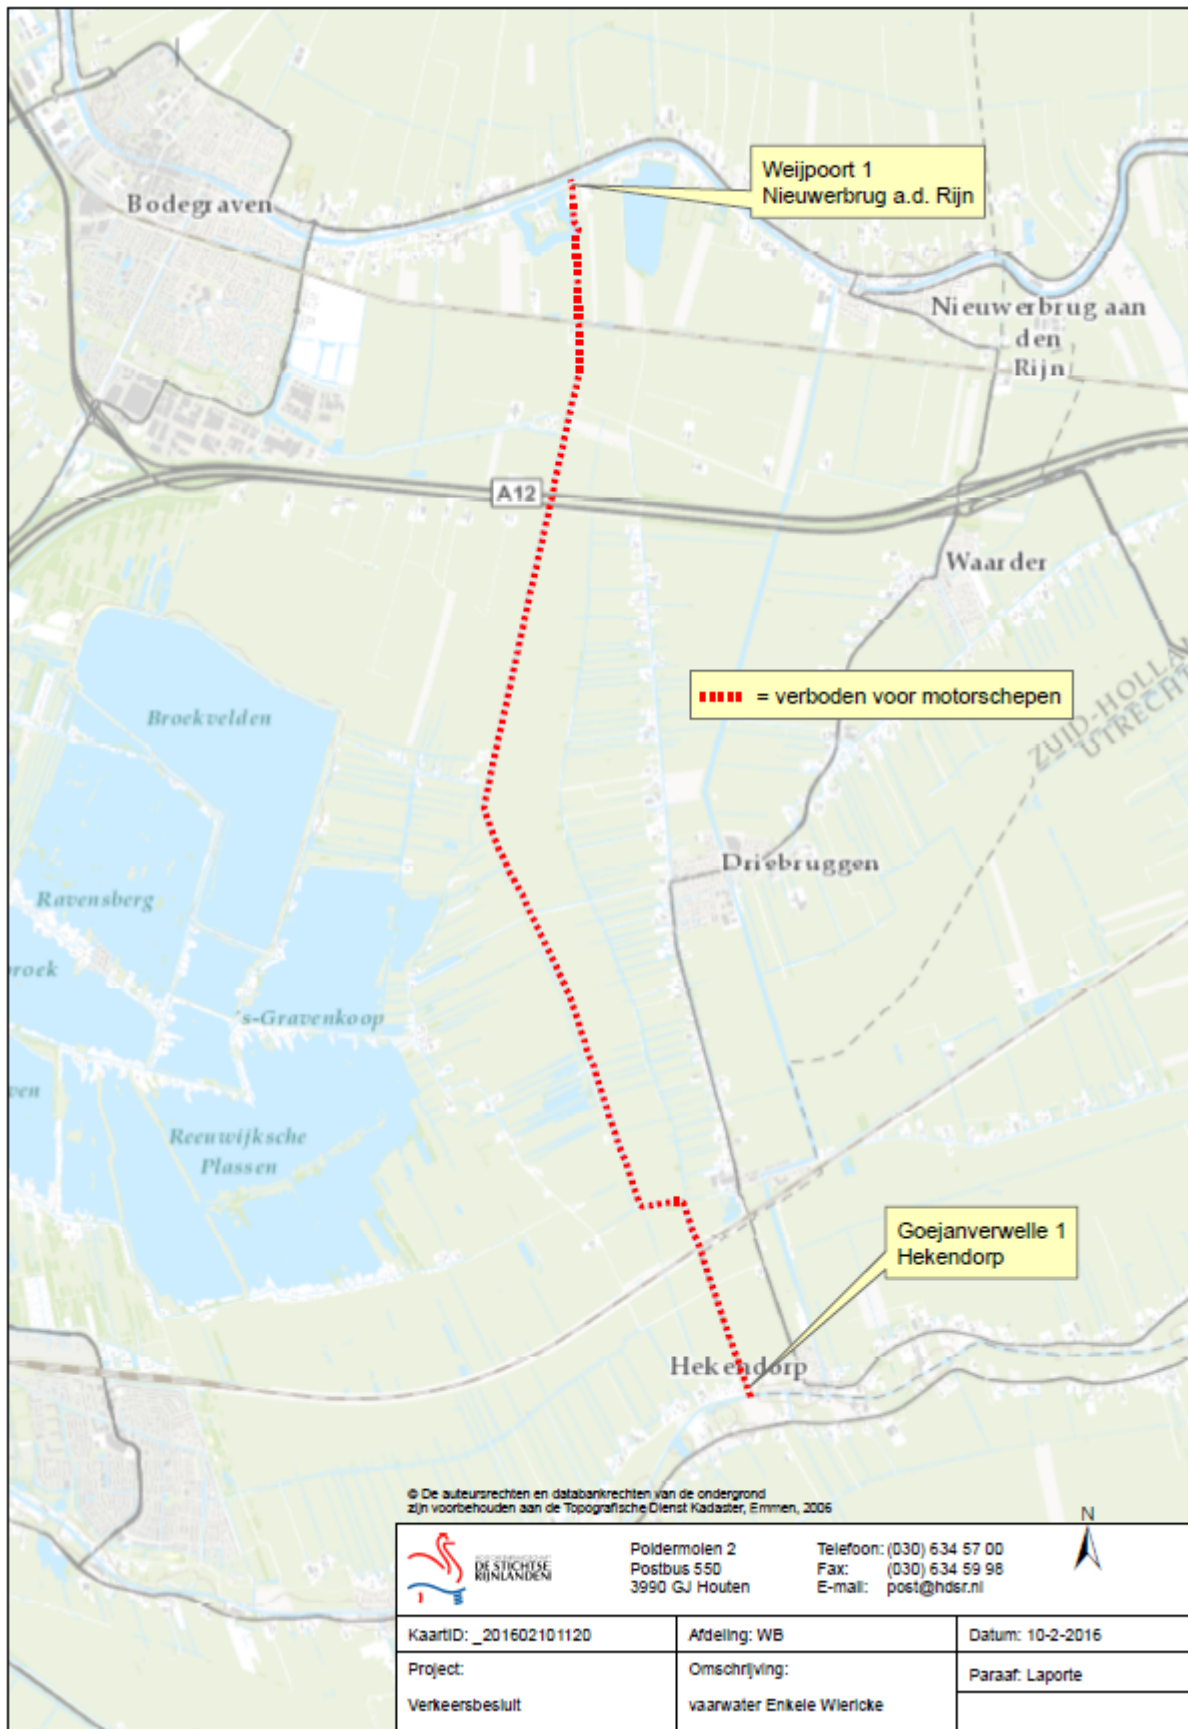 Weijpoort 1
Nieuwerbrug a.d. Rijn
Bodegraven
Nieuwerbrug aan
den
Rijn
A12
Waarder
= verboden voor motorschepen
ZUID-HOLLAN
UTRECHT
Broekvelden
Driebruggen
Ravensberg
roek
's-Gravenkoop
ven
Reeuwijksche
Plassen
Goejanverwelle 1
Hekendorp
Hekendorp
© De auteursrechten en databankrechten van de ondergrond
zijn voorbehouden aan de Topografische Dienst Kadaster, Emmen, 2006
N
HOOGHEEMRAADSCHAP
DE STICHTSE
RIJNLANDEN
Poldermolen 2
Postbus 550
3990 GJ Houten
Telefoon: (030) 634 57 00
Fax: (030) 634 59 98
E-mail: post@hdsr.nl
KaartID: _201602101120
Afdeling: WB
Datum: 10-2-2016
Project:
Verkeersbesluit
Omschrijving:
vaarwater Enkele Wiericke
Paraaf: Laporte